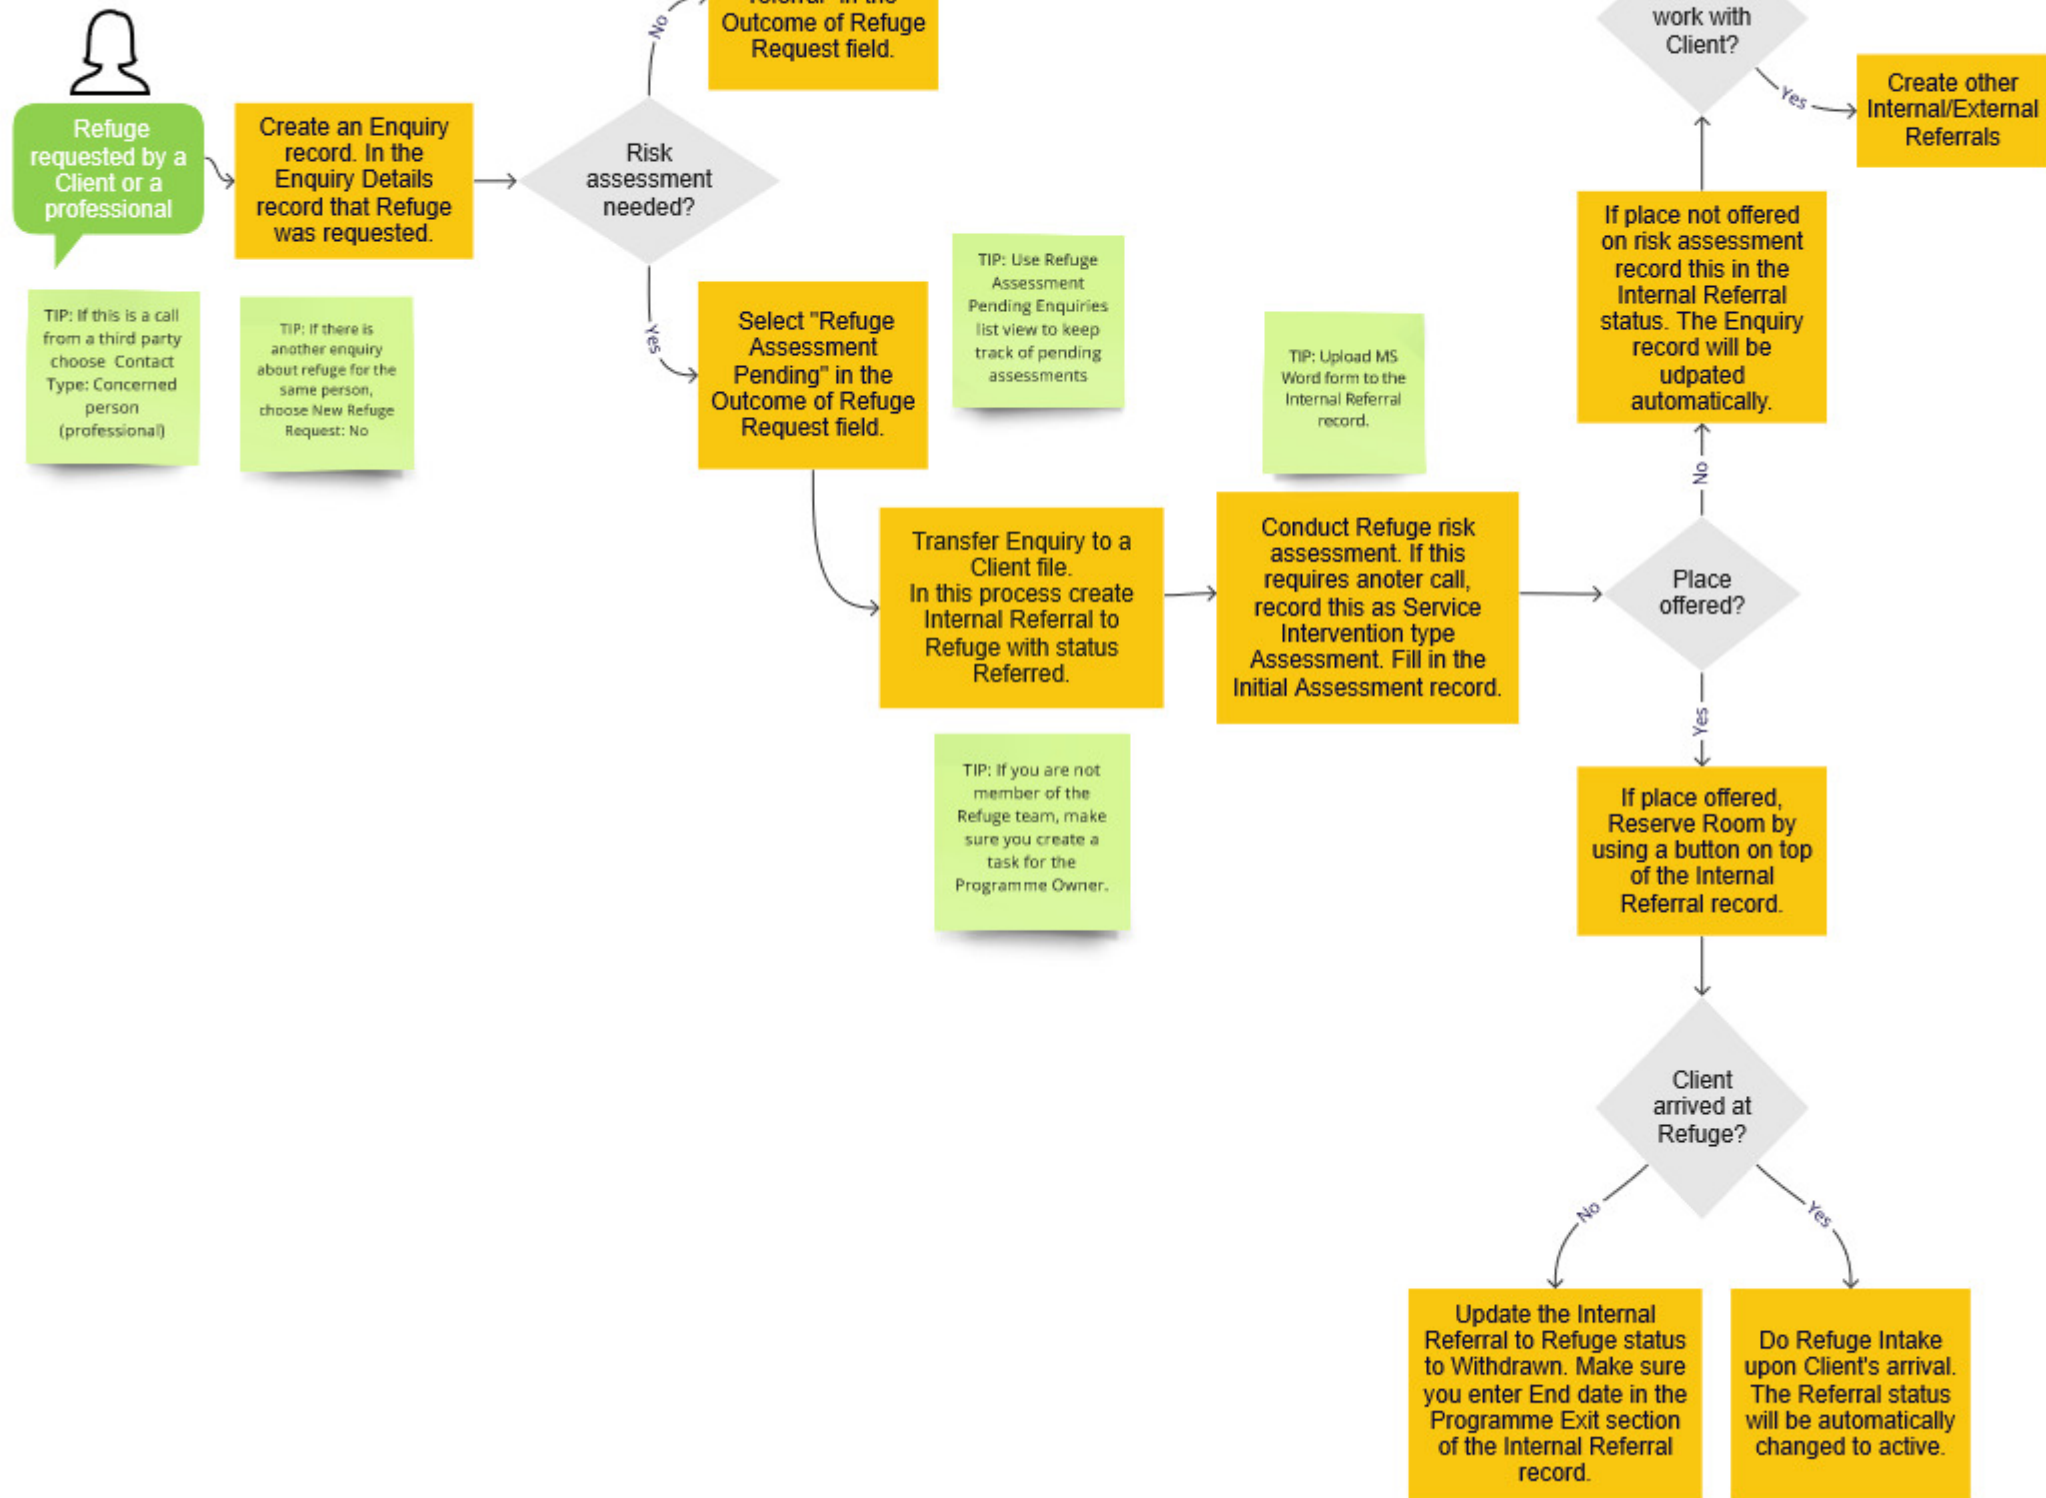 Refuge
requested by a
Client or a
professional
TIP: If this is a call
from a third party
choose Contact
Type: Concerned
person
(professional)
Create an Enquiry
record. In the
Enquiry Details
record that Refuge
was requested.
TIP: If there is
another enquiry
about refuge for the
same person,
choose New Refuge
Request: No
Risk
assessment
needed?
No
Outcome of Refuge
Request field.
Yes
Select "Refuge
Assessment
Pending" in the
Outcome of Refuge
Request field.
TIP: Use Refuge
Assessment
Pending Enquiries
list view to keep
track of pending
assessments
Transfer Enquiry to a
Client file.
In this process create
Internal Referral to
Refuge with status
Referred.
TIP: If you are not
member of the
Refuge team, make
sure you create a
task for the
Programme Owner.
TIP: Upload MS
Word form to the
Internal Referral
record.
Conduct Refuge risk
assessment. If this
requires anoter call,
record this as Service
Intervention type
Assessment. Fill in the
Initial Assessment record.
Place
offered?
No
If place not offered
on risk assessment
record this in the
Internal Referral
status. The Enquiry
record will be
udpated
automatically.
work with
Client?
Yes
Create other
Internal/External
Referrals
Yes
If place offered,
Reserve Room by
using a button on top
of the Internal
Referral record.
Client
arrived at
Refuge?
No
Update the Internal
Referral to Refuge status
to Withdrawn. Make sure
you enter End date in the
Programme Exit section
of the Internal Referral
record.
Yes
Do Refuge Intake
upon Client's arrival.
The Referral status
will be automatically
changed to active.